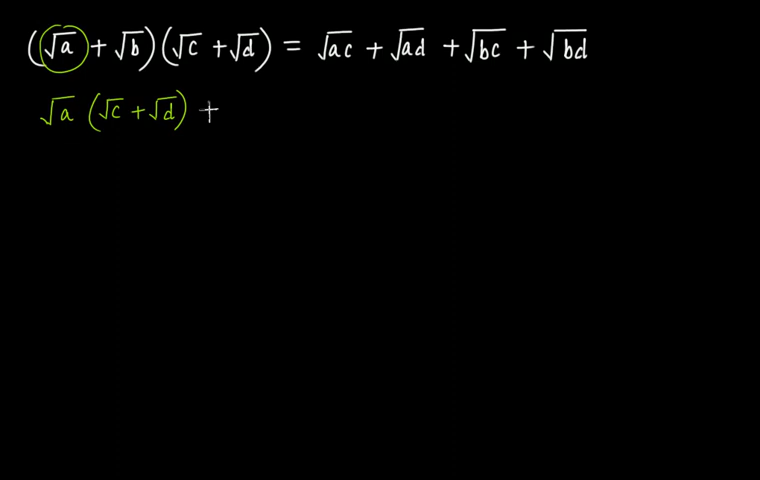 (√a + √b)(√c + √d) = √ac + √ad + √bc + √bd
√a (√c + √d) +